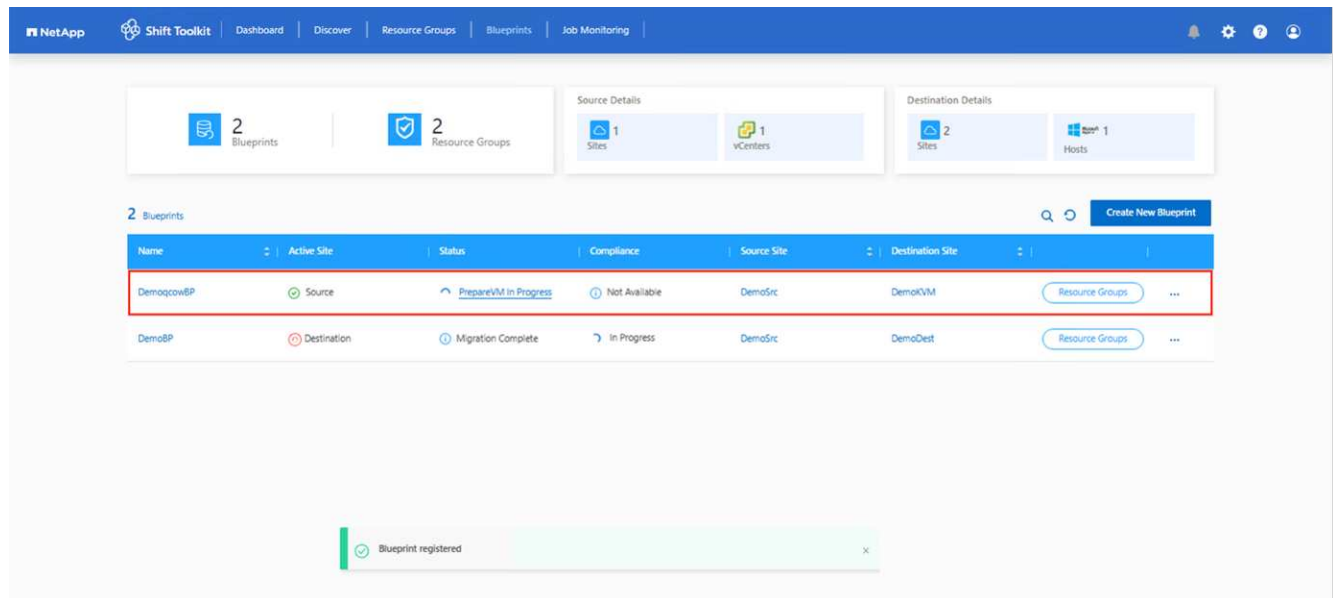 NetApp Shift Toolkit Dashboard Discover Resource Groups Blueprints Job Monitoring
2
Blueprints
2
Resource Groups
Source Details
1
Sites
1
vCenters
Destination Details
2
Sites
1
Hosts
2 Blueprints
Create New Blueprint
Name Active Site Status Compliance Source Site Destination Site
DemoqcowBP Source PrepareVM In Progress Not Available DemoSrc DemoKVM Resource Groups ...
DemoBP Destination Migration Complete In Progress DemoSrc DemoDest Resource Groups ...
Blueprint registered